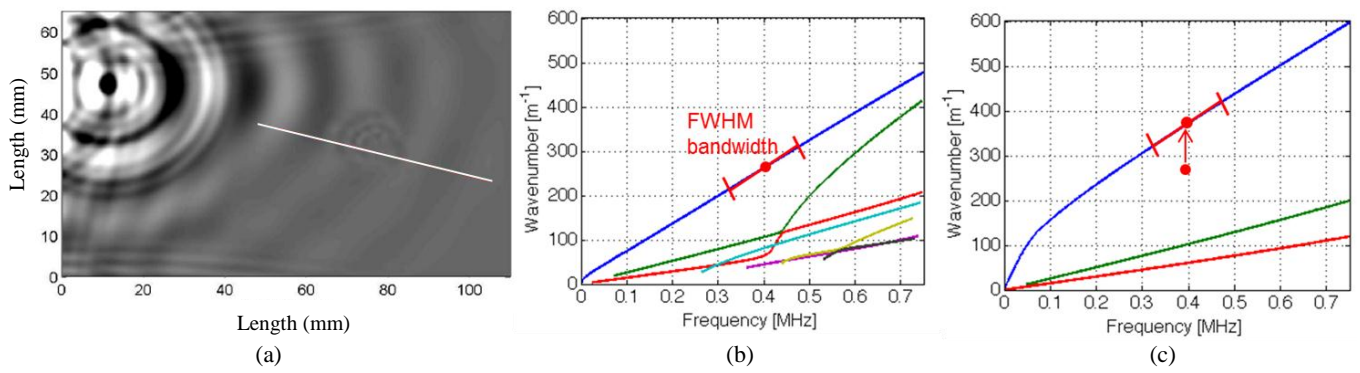 60
50
40
30
20
10
0
Length (mm)
0 20 40 60 80 100
Length (mm)
(a)
600
500
400
300
200
100
0
Wavenumber [m⁻¹]
FWHM
bandwidth
0 0.1 0.2 0.3 0.4 0.5 0.6 0.7
Frequency [MHz]
(b)
600
500
400
300
200
100
0
Wavenumber [m⁻¹]
0 0.1 0.2 0.3 0.4 0.5 0.6 0.7
Frequency [MHz]
(c)